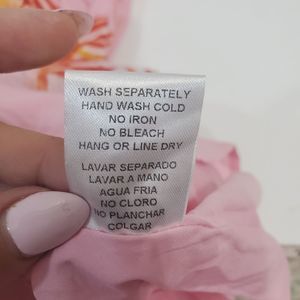 WASH SEPARATELY
HAND WASH COLD
NO IRON
NO BLEACH
HANG OR LINE DRY
LAVAR SEPARADO
LAVAR A MANO
AGUA FRIA
NO CLORO
NO PLANCHAR
COLGAR